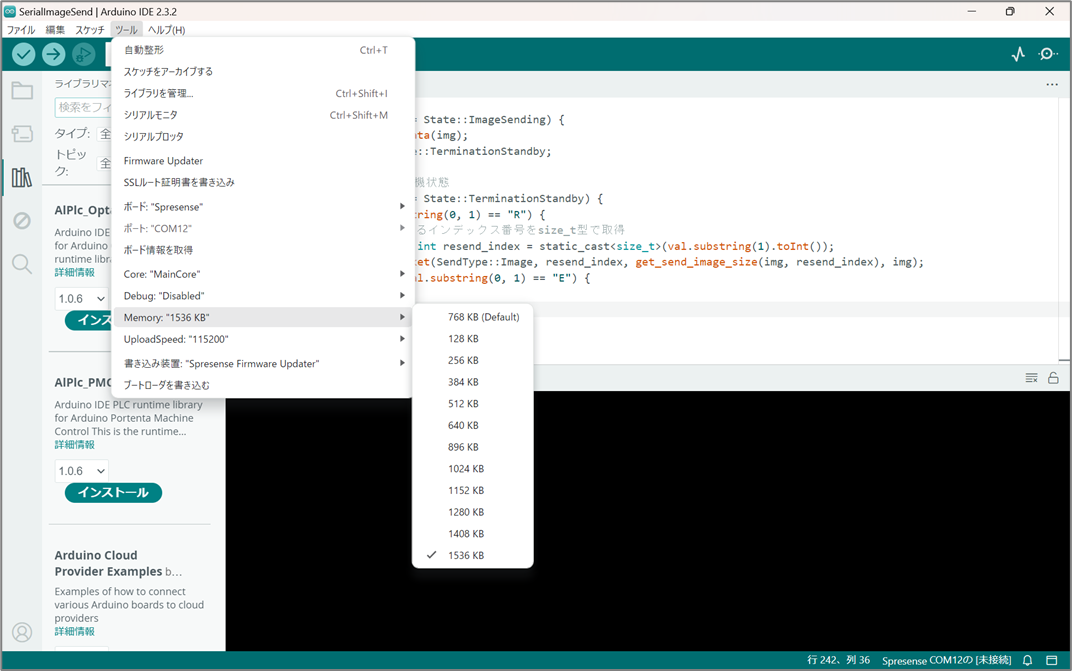 SerialImageSend | Arduino IDE 2.3.2
ファイル 編集 スケッチ ツール ヘルプ(H)
自動整形 Ctrl+T
スケッチをアーカイブする
ライブラリを管理... Ctrl+Shift+I
シリアルモニタ Ctrl+Shift+M
シリアルプロッタ
Firmware Updater
SSLルート証明書を書き込み
ボード: "Spresense"
ポート: "COM12"
ボード情報を取得
Core: "MainCore"
Debug: "Disabled"
Memory: "1536 KB"
UploadSpeed: "115200"
書き込み装置: "Spresense Firmware Updater"
ブートローダを書き込む
768 KB (Default)
128 KB
256 KB
384 KB
512 KB
640 KB
896 KB
1024 KB
1152 KB
1280 KB
1408 KB
1536 KB
ライブラリマ
検索をフィ
タイプ: 全
トピッ
ク: 全
AIPlc_Opta
Arduino IDE
for Arduino
runtime libr
詳細情報
1.0.6
インス
AIPlc_PMC
Arduino IDE PLC runtime library
for Arduino Portenta Machine
Control This is the runtime...
詳細情報
1.0.6
インストール
Arduino Cloud
Provider Examples b...
Examples of how to connect
various Arduino boards to cloud
providers
詳細情報
= State::ImageSending) {
ata(img);
e::TerminationStandby;
機状態
= State::TerminationStandby) {
tring(0, 1) == "R") {
るインデックス番号をsize_t型で取得
int resend_index = static_cast<size_t>(val.substring(1).toInt());
ket(SendType::Image, resend_index, get_send_image_size(img, resend_index), img);
al.substring(0, 1) == "E") {
行 242、列 36 Spresense COM12の [未接続]